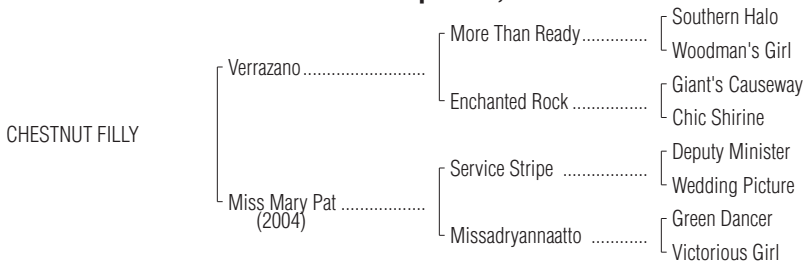 Southern Halo
More Than Ready..............
Woodman's Girl
Verrazano..........................
Giant's Causeway
Enchanted Rock ................
Chic Shirine
CHESTNUT FILLY
Deputy Minister
Service Stripe ..................
Wedding Picture
Miss Mary Pat ..................
(2004)
Green Dancer
Missadryannaatto ............
Victorious Girl